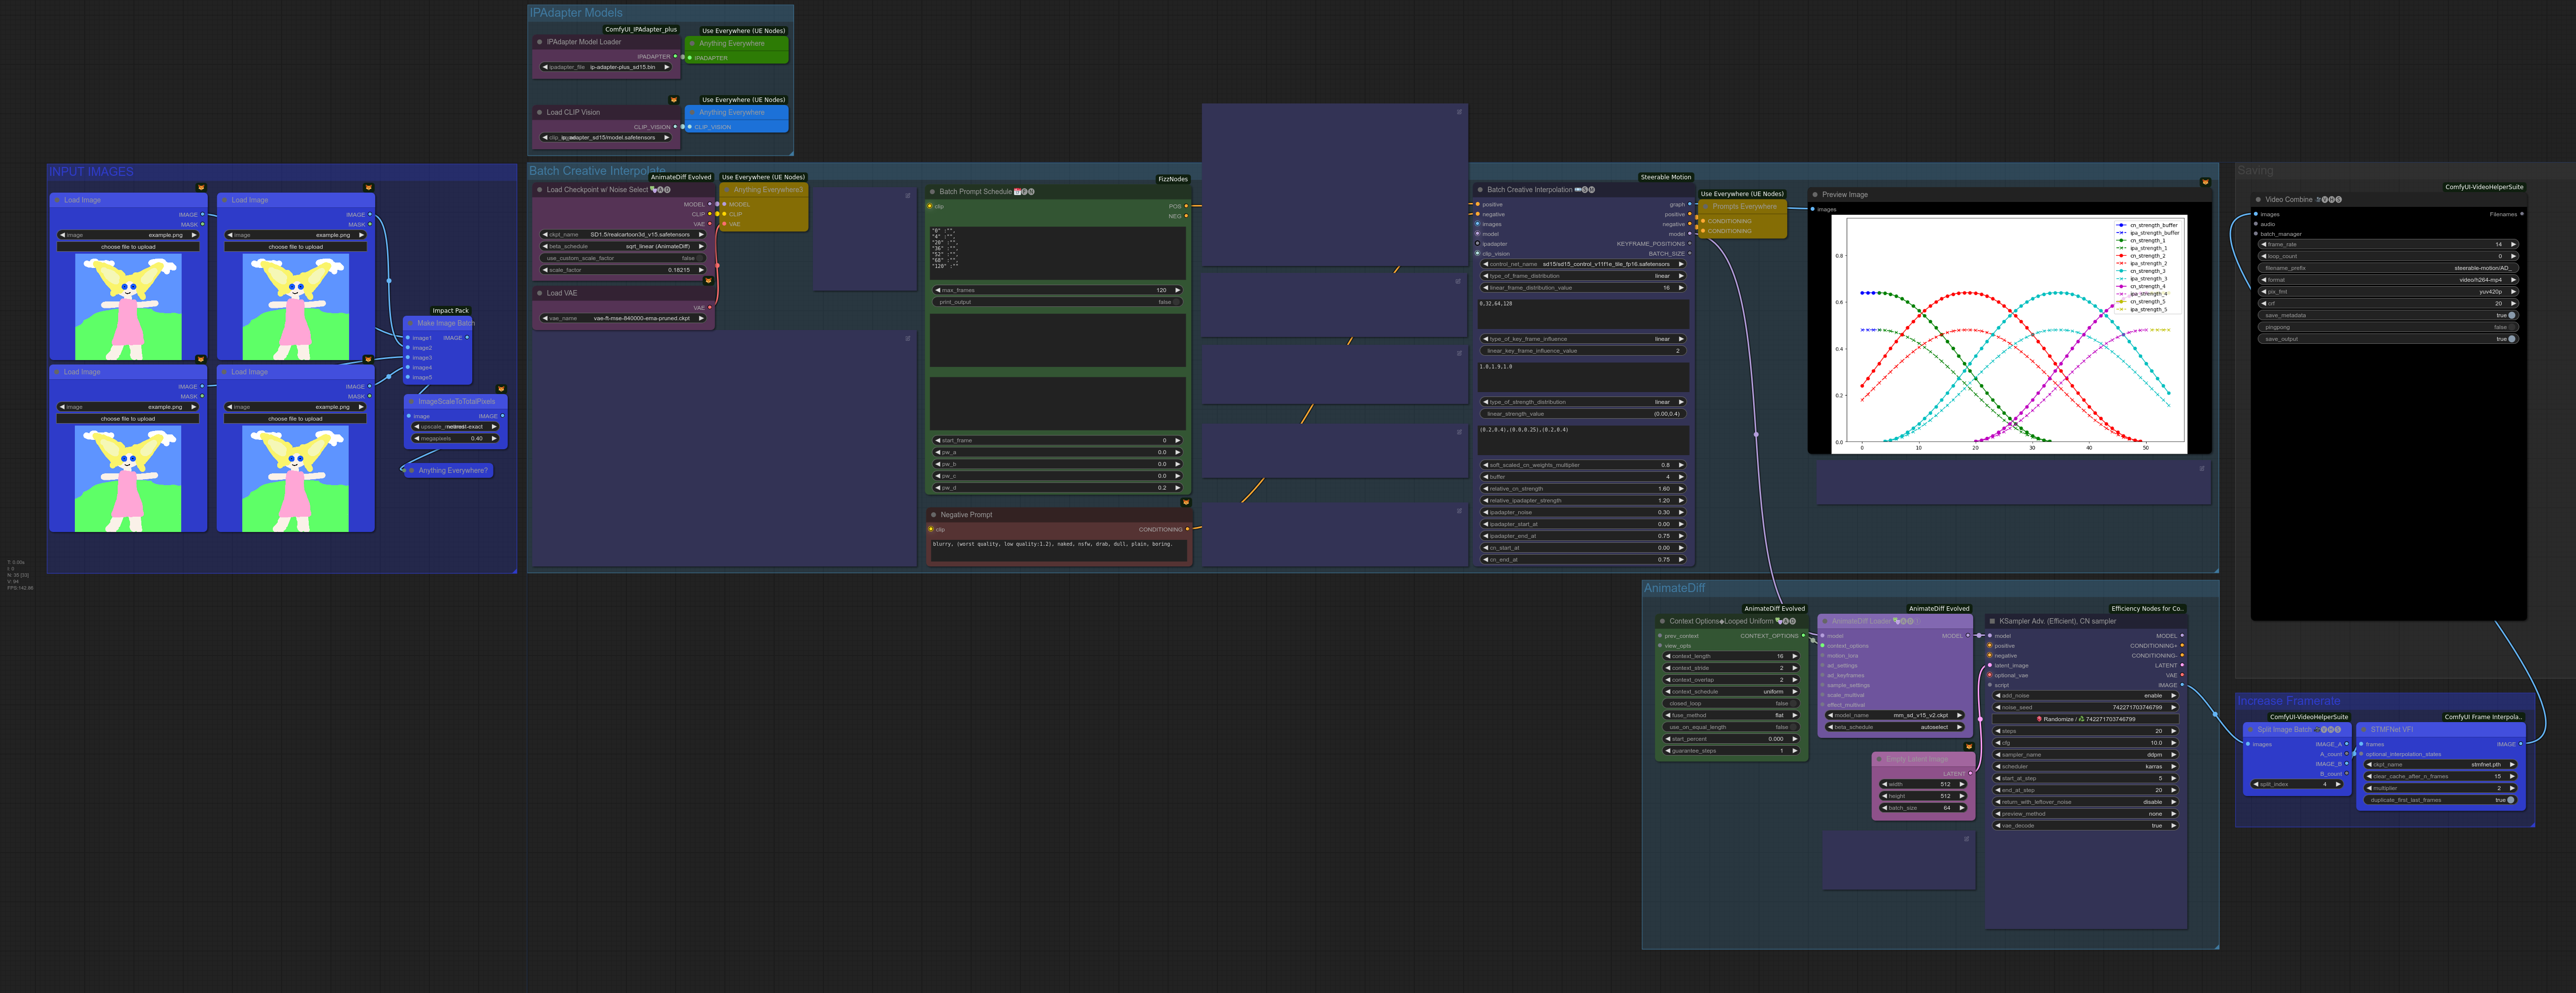 IPAdapter Models
ComfyUI_IPAdapter_plus
IPAdapter Model Loader
IPADAPTER
ipadapter_file ip-adapter-plus_sd15.bin
Use Everywhere (UE Nodes)
Anything Everywhere
IPADAPTER
Load CLIP Vision
CLIP_VISION
Use Everywhere (UE Nodes)
Anything Everywhere
CLIP_VISION
INPUT IMAGES
Load Image
IMAGE
MASK
image example.png
choose file to upload
Load Image
IMAGE
MASK
image example.png
choose file to upload
Load Image
IMAGE
MASK
image example.png
choose file to upload
Load Image
IMAGE
MASK
image example.png
choose file to upload
Impact Pack
Make Image Batch
image1 IMAGE
image2
image3
image4
image5
ImageScaleToTotalPixels
image IMAGE
megapixels 0.40
Anything Everywhere?
Batch Creative Interpolate
AnimateDiff Evolved
Load Checkpoint w/ Noise Select
MODEL
CLIP
VAE
ckpt_name SD1.5/realcartoon3d_v15.safetensors
beta_schedule sqrt_linear (AnimateDiff)
use_custom_scale_factor false
scale_factor 0.18215
Load VAE
VAE
vae_name vae-ft-mse-840000-ema-pruned.ckpt
Use Everywhere (UE Nodes)
Anything Everywhere3
MODEL
CLIP
VAE
FizzNodes
Batch Prompt Schedule
clip POS
NEG
"0" :"",
"4" :"",
"20" :"",
"36" :"",
"52" :"",
"68" :"",
"120" :""
max_frames 120
print_output false
start_frame 0
pw_a 0.0
pw_b 0.0
pw_c 0.0
pw_d 0.2
Negative Prompt
clip CONDITIONING
blurry, (worst quality, low quality:1.2), naked, nsfw, drab, dull, plain, boring.
Steerable Motion
Batch Creative Interpolation
positive graph
negative positive
images negative
model model
ipadapter KEYFRAME_POSITIONS
clip_vision BATCH_SIZE
control_net_name sd15/sd15_control_v11f1e_tile_fp16.safetensors
type_of_frame_distribution linear
linear_frame_distribution_value 16
0,32,64,128
type_of_key_frame_influence linear
linear_key_frame_influence_value 2
1.0,1.9,1.0
type_of_strength_distribution linear
linear_strength_value (0.00,0.4)
(0.2,0.4),(0.0,0.25),(0.2,0.4)
soft_scaled_cn_weights_multiplier 0.8
buffer 4
relative_cn_strength 1.60
relative_ipadapter_strength 1.20
ipadapter_noise 0.30
ipadapter_start_at 0.00
ipadapter_end_at 0.75
cn_start_at 0.00
cn_end_at 0.75
Use Everywhere (UE Nodes)
Prompts Everywhere
CONDITIONING
CONDITIONING
Preview Image
images
cn_strength_buffer
ipa_strength_buffer
cn_strength_1
ipa_strength_1
cn_strength_2
ipa_strength_2
cn_strength_3
ipa_strength_3
cn_strength_4
ipa_strength_4
cn_strength_5
ipa_strength_5
0.8
0.6
0.4
0.2
0.0
0 10 20 30 40 50
Saving
ComfyUI-VideoHelperSuite
Video Combine
images Filenames
audio
batch_manager
frame_rate 14
loop_count 0
filename_prefix steerable-motion/AD_
format video/h264-mp4
pix_fmt yuv420p
crf 20
save_metadata true
pingpong false
save_output true
AnimateDiff
AnimateDiff Evolved
Context Options◆Looped Uniform
prev_context CONTEXT_OPTIONS
view_opts
context_length 16
context_stride 2
context_overlap 2
context_schedule uniform
closed_loop false
fuse_method flat
use_on_equal_length false
start_percent 0.000
guarantee_steps 1
AnimateDiff Evolved
AnimateDiff Loader
model MODEL
context_options
motion_lora
ad_settings
ad_keyframes
sample_settings
scale_multival
effect_multival
model_name mm_sd_v15_v2.ckpt
beta_schedule autoselect
Empty Latent Image
LATENT
width 512
height 512
batch_size 64
Efficiency Nodes for Co..
KSampler Adv. (Efficient), CN sampler
model MODEL
positive CONDITIONING+
negative CONDITIONING-
latent_image LATENT
optional_vae VAE
script IMAGE
add_noise enable
noise_seed 742271703746799
Randomize / 742271703746799
steps 20
cfg 10.0
sampler_name ddpm
scheduler karras
start_at_step 5
end_at_step 20
return_with_leftover_noise disable
preview_method none
vae_decode true
Increase Framerate
ComfyUI-VideoHelperSuite
Split Image Batch
images IMAGE_A
A_count
IMAGE_B
B_count
split_index 4
ComfyUI Frame Interpola..
STMFNet VFI
frames IMAGE
optional_interpolation_states
ckpt_name stmfnet.pth
clear_cache_after_n_frames 15
multiplier 2
duplicate_first_last_frames true